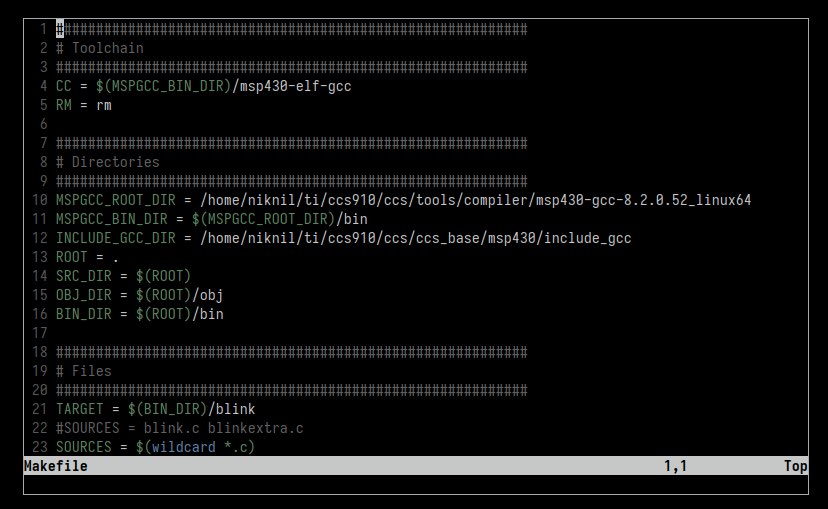 1 ###########################################################
2 # Toolchain
3 ###########################################################
4 CC = $(MSPGCC_BIN_DIR)/msp430-elf-gcc
5 RM = rm
6
7 ###########################################################
8 # Directories
9 ###########################################################
10 MSPGCC_ROOT_DIR = /home/niknil/ti/ccs910/ccs/tools/compiler/msp430-gcc-8.2.0.52_linux64
11 MSPGCC_BIN_DIR = $(MSPGCC_ROOT_DIR)/bin
12 INCLUDE_GCC_DIR = /home/niknil/ti/ccs910/ccs/ccs_base/msp430/include_gcc
13 ROOT = .
14 SRC_DIR = $(ROOT)
15 OBJ_DIR = $(ROOT)/obj
16 BIN_DIR = $(ROOT)/bin
17
18 ###########################################################
19 # Files
20 ###########################################################
21 TARGET = $(BIN_DIR)/blink
22 #SOURCES = blink.c blinkextra.c
23 SOURCES = $(wildcard *.c)
Makefile 1,1 Top